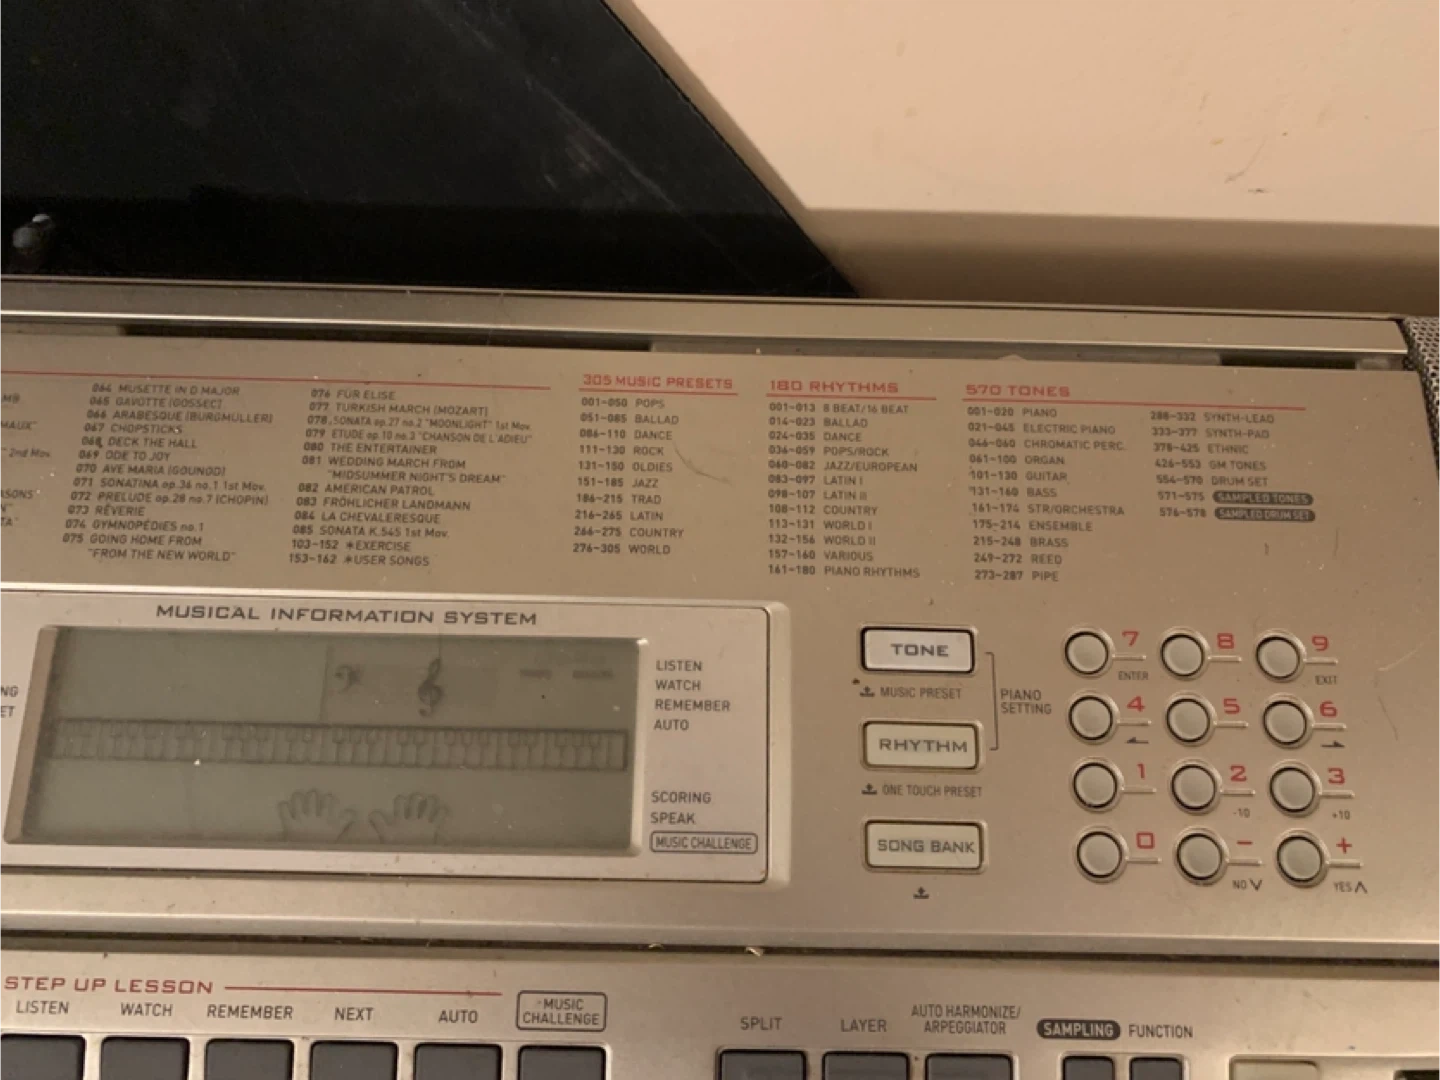 064 MUSETTE IN D MAJOR
065 GAVOTTE (GOSSEC)
066 ARABESQUE (BURGMÜLLER)
067 CHOPSTICKS
068 DECK THE HALL
" 2nd Mov.
069 ODE TO JOY
070 AVE MARIA (GOUNOD)
071 SONATINA op.36 no.1 1st Mov.
072 PRELUDE op.28 no.7 (CHOPIN)
073 RÊVERIE
074 GYMNOPÉDIES no.1
075 GOING HOME FROM
"FROM THE NEW WORLD"
076 FÜR ELISE
077 TURKISH MARCH (MOZART)
078 SONATA op.27 no.2 "MOONLIGHT" 1st Mov.
079 ETUDE op.10 no.3 "CHANSON DE L'ADIEU"
080 THE ENTERTAINER
081 WEDDING MARCH FROM
"MIDSUMMER NIGHT'S DREAM"
082 AMERICAN PATROL
083 FRÖHLICHER LANDMANN
084 LA CHEVALERESQUE
085 SONATA K.545 1st Mov.
103-152 *EXERCISE
153-162 *USER SONGS
305 MUSIC PRESETS
001-050 POPS
051-085 BALLAD
086-110 DANCE
111-130 ROCK
131-150 OLDIES
151-185 JAZZ
186-215 TRAD
216-265 LATIN
266-275 COUNTRY
276-305 WORLD
180 RHYTHMS
001-013 8 BEAT/16 BEAT
014-023 BALLAD
024-035 DANCE
036-059 POPS/ROCK
060-082 JAZZ/EUROPEAN
083-097 LATIN I
098-107 LATIN II
108-112 COUNTRY
113-131 WORLD I
132-156 WORLD II
157-160 VARIOUS
161-180 PIANO RHYTHMS
570 TONES
001-020 PIANO
021-045 ELECTRIC PIANO
046-060 CHROMATIC PERC.
061-100 ORGAN
101-130 GUITAR
131-160 BASS
161-174 STR/ORCHESTRA
175-214 ENSEMBLE
215-248 BRASS
249-272 REED
273-287 PIPE
288-332 SYNTH-LEAD
333-377 SYNTH-PAD
378-425 ETHNIC
426-553 GM TONES
554-570 DRUM SET
571-575 SAMPLED TONES
576-578 SAMPLED DRUM SET
MUSICAL INFORMATION SYSTEM
LISTEN
WATCH
REMEMBER
AUTO
SCORING
SPEAK
MUSIC CHALLENGE
TONE
MUSIC PRESET
PIANO
SETTING
RHYTHM
ONE TOUCH PRESET
SONG BANK
7 8 9
ENTER EXIT
4 5 6
1 2 3
-10 +10
0 - +
NO ∨ YES ∧
STEP UP LESSON
LISTEN WATCH REMEMBER NEXT AUTO MUSIC
CHALLENGE
SPLIT LAYER AUTO HARMONIZE/
ARPEGGIATOR SAMPLING FUNCTION